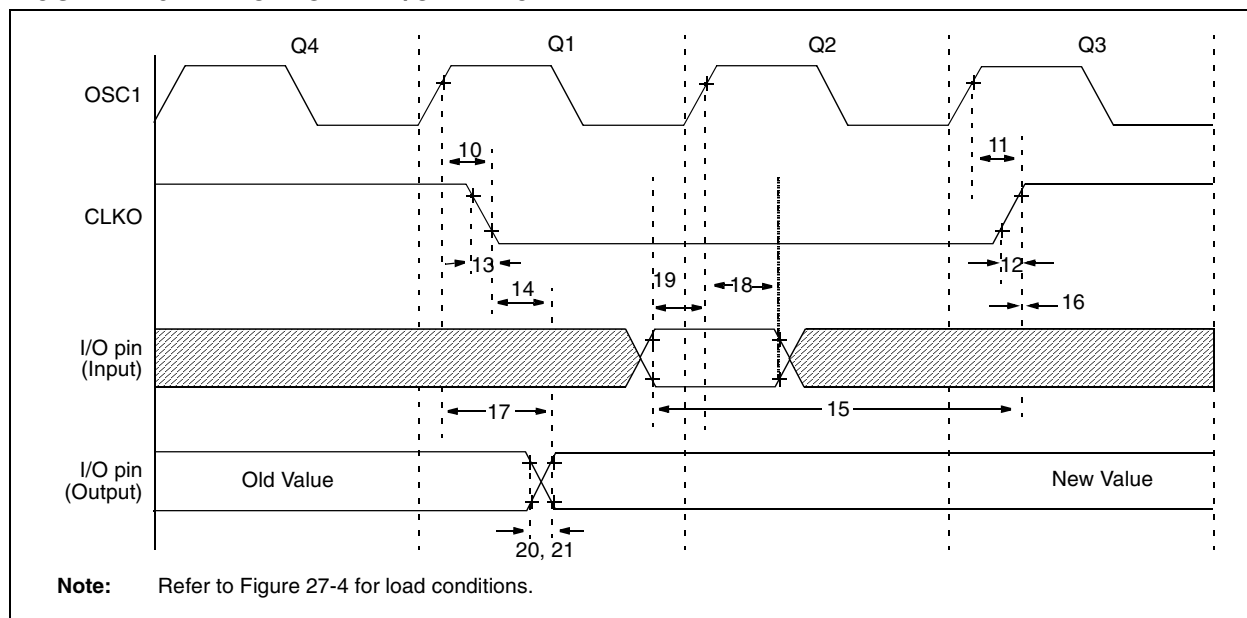 Q4 Q1 Q2 Q3
OSC1
10 11
CLKO
13 12
14 19 18 16
I/O pin
(Input)
17 15
I/O pin
(Output)
Old Value New Value
20, 21
Note: Refer to Figure 27-4 for load conditions.